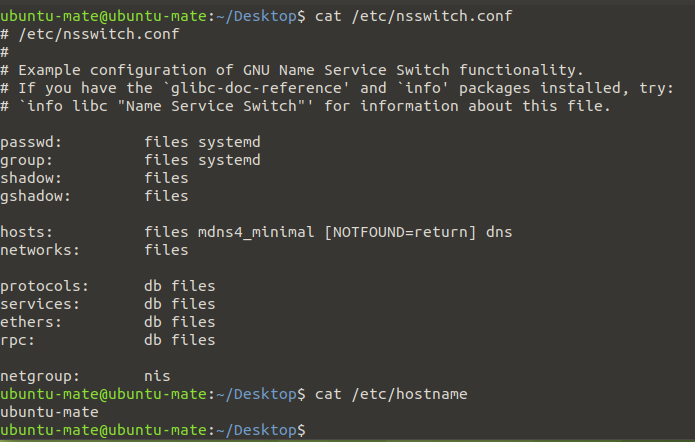 ubuntu-mate@ubuntu-mate:~/Desktop$ cat /etc/nsswitch.conf
# /etc/nsswitch.conf
#
# Example configuration of GNU Name Service Switch functionality.
# If you have the `glibc-doc-reference' and `info' packages installed, try:
# `info libc "Name Service Switch"' for information about this file.

passwd:         files systemd
group:          files systemd
shadow:         files
gshadow:        files

hosts:          files mdns4_minimal [NOTFOUND=return] dns
networks:       files

protocols:      db files
services:       db files
ethers:         db files
rpc:            db files

netgroup:       nis
ubuntu-mate@ubuntu-mate:~/Desktop$ cat /etc/hostname
ubuntu-mate
ubuntu-mate@ubuntu-mate:~/Desktop$